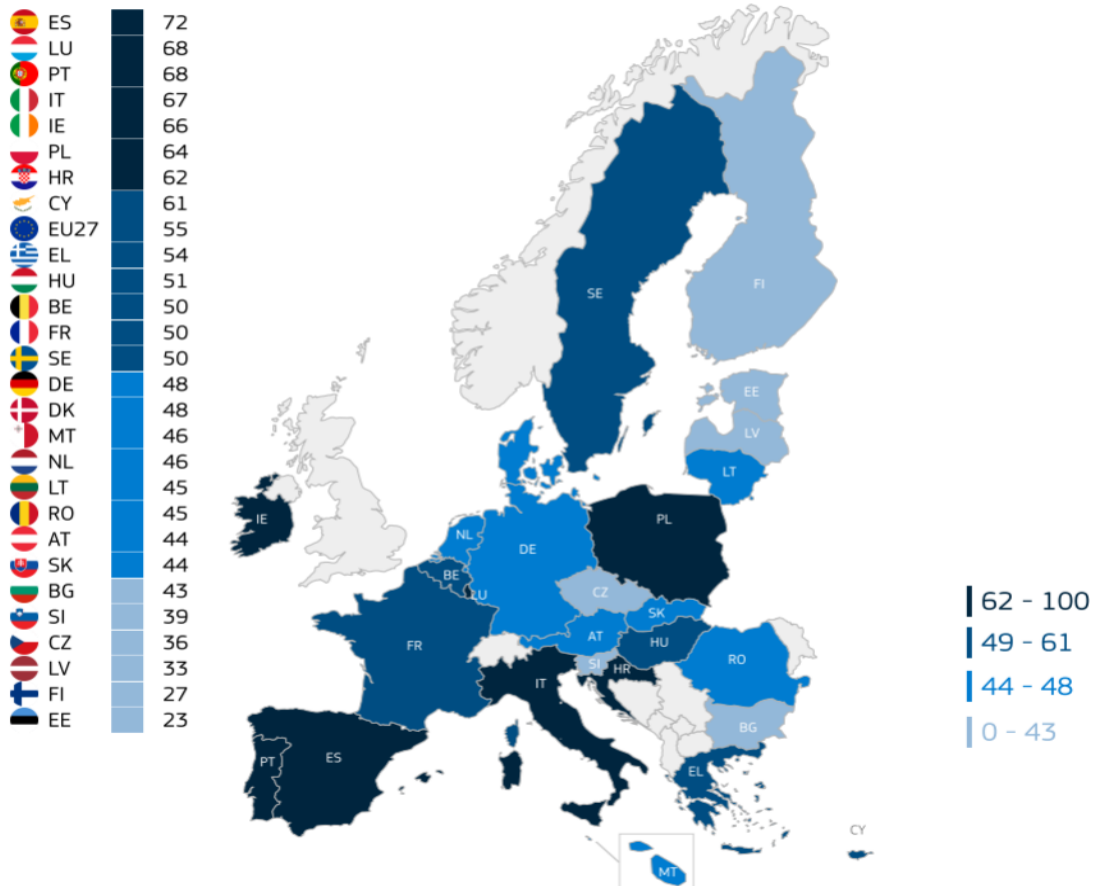 ES 72
LU 68
PT 68
IT 67
IE 66
PL 64
HR 62
CY 61
EU27 55
EL 54
HU 51
BE 50
FR 50
SE 50
DE 48
DK 48
MT 46
NL 46
LT 45
RO 45
AT 44
SK 44
BG 43
SI 39
CZ 36
LV 33
FI 27
EE 23
FI
SE
EE
LV
LT
IE
PL
NL
DE
BE
CZ
LU
SK
AT
HU
FR
RO
SI
HR
IT
BG
ES
PT
EL
CY
MT
62 - 100
49 - 61
44 - 48
0 - 43